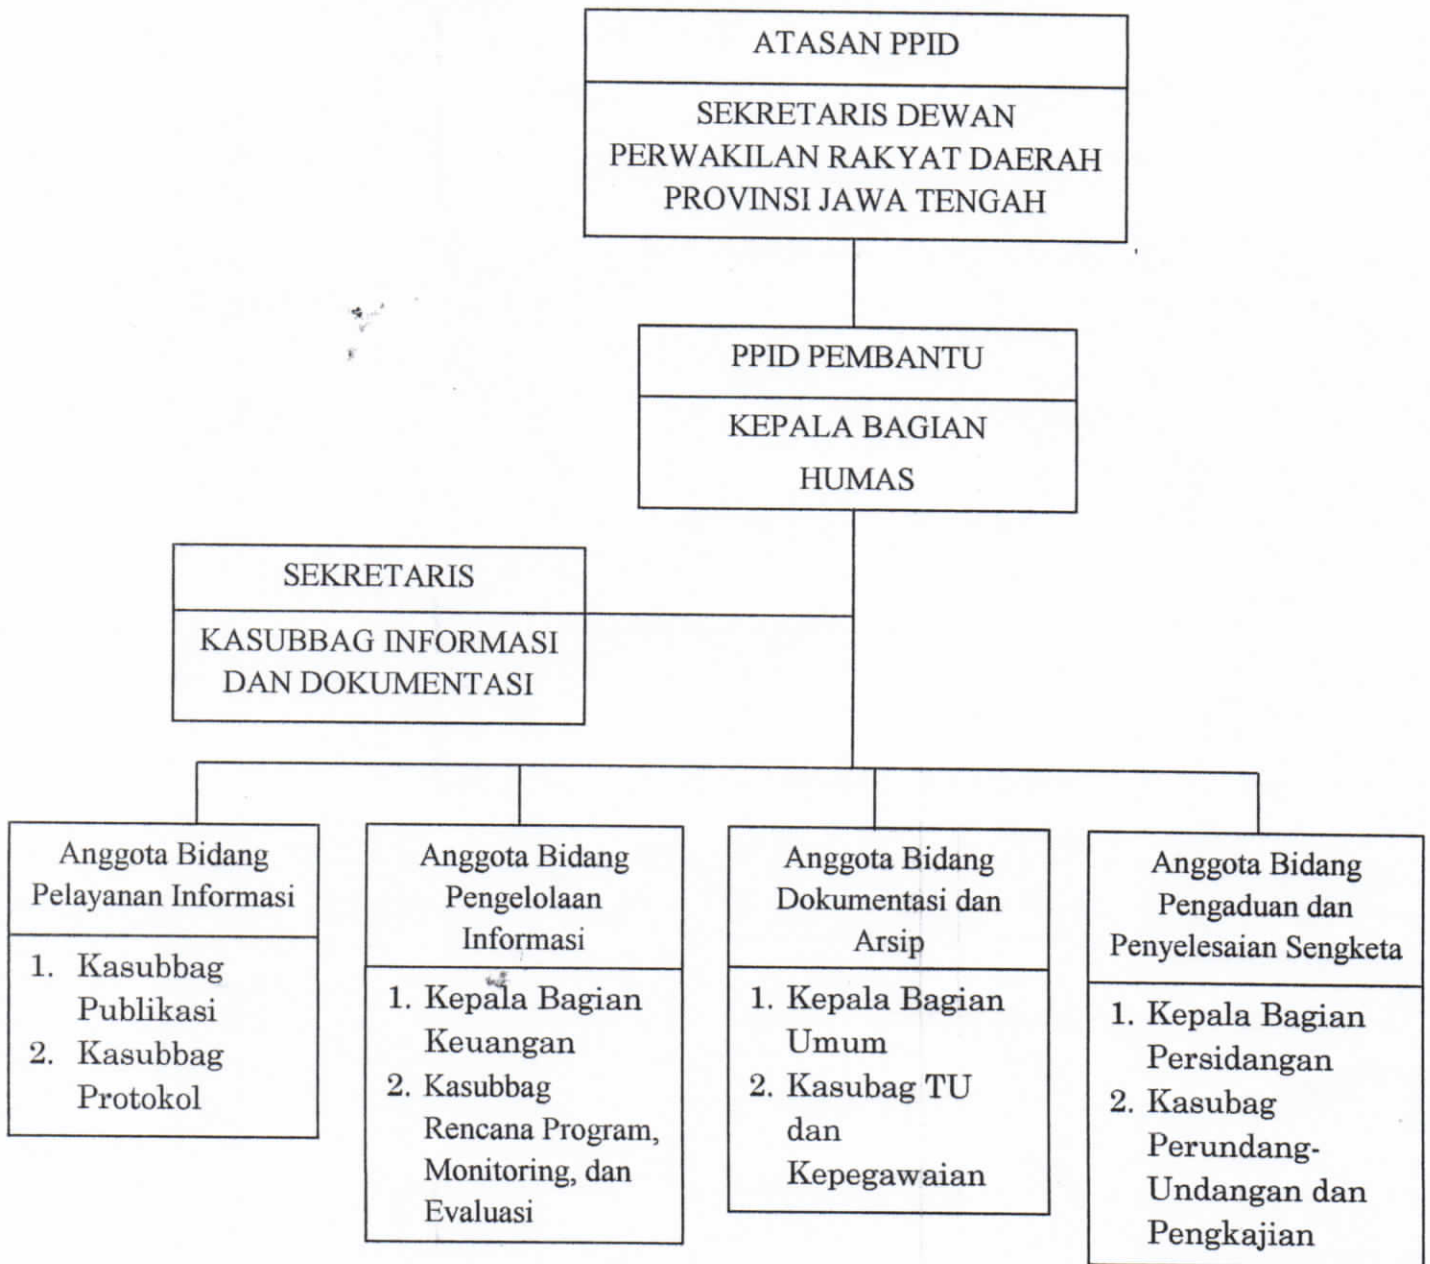 ATASAN PPID
SEKRETARIS DEWAN
PERWAKILAN RAKYAT DAERAH
PROVINSI JAWA TENGAH
PPID PEMBANTU
KEPALA BAGIAN
HUMAS
SEKRETARIS
KASUBBAG INFORMASI
DAN DOKUMENTASI
Anggota Bidang
Pelayanan Informasi
1. Kasubbag
Publikasi
2. Kasubbag
Protokol
Anggota Bidang
Pengelolaan
Informasi
1. Kepala Bagian
Keuangan
2. Kasubbag
Rencana Program,
Monitoring, dan
Evaluasi
Anggota Bidang
Dokumentasi dan
Arsip
1. Kepala Bagian
Umum
2. Kasubag TU
dan
Kepegawaian
Anggota Bidang
Pengaduan dan
Penyelesaian Sengketa
1. Kepala Bagian
Persidangan
2. Kasubag
Perundang-
Undangan dan
Pengkajian